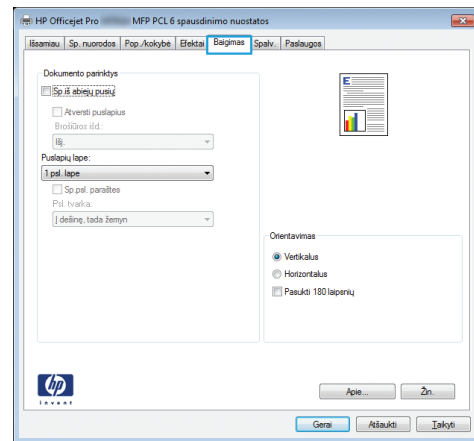 HP Officejet Pro MFP PCL 6 spausdinimo nuostatos
Išsamiau Sp. nuorodos Pop./kokybė Efektai Baigimas Spalv.. Paslaugos
Dokumento parinktys
Sp.iš abiejų pusių
Atversti puslapius
Brošiūros išd.:
Išj.
Puslapių lape:
1 psl. lape
Sp.psl. paraštes
Psl. tvarka:
Į dešinę, tada žemyn
E
Orientavimas
Vertikalus
Horizontalus
Pasukti 180 laipsnių
hp
invent
Apie...
Žin.
Gerai
Atšaukti
Taikyti